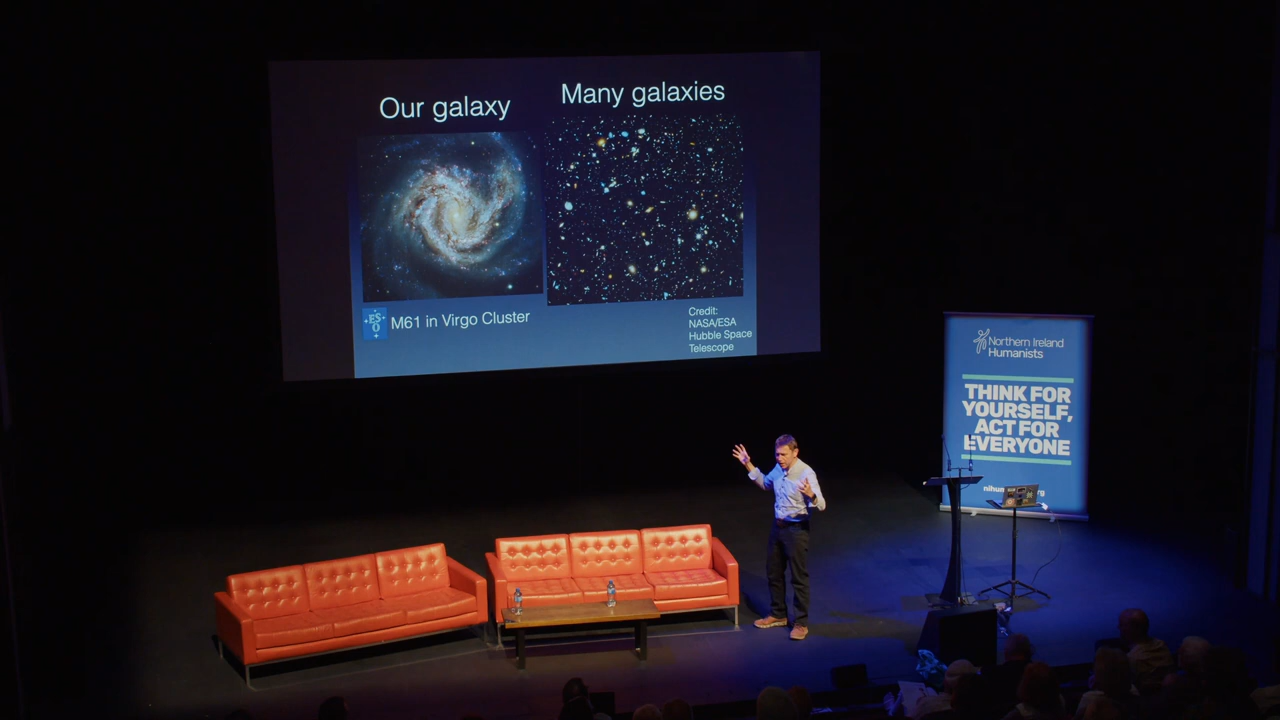 Our galaxy
Many galaxies
ESO
M61 in Virgo Cluster
Credit:
NASA/ESA
Hubble Space
Telescope
Northern Ireland
Humanists
THINK FOR
YOURSELF,
ACT FOR
EVERYONE